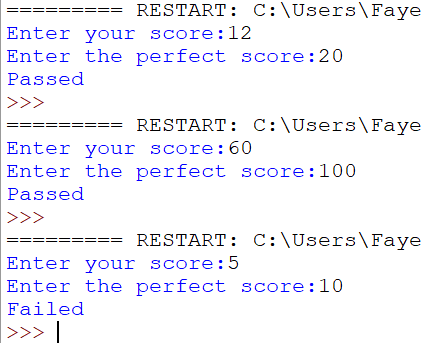 ========= RESTART: C:\Users\Faye
Enter your score:12
Enter the perfect score:20
Passed
>>>
========= RESTART: C:\Users\Faye
Enter your score:60
Enter the perfect score:100
Passed
>>>
========= RESTART: C:\Users\Faye
Enter your score:5
Enter the perfect score:10
Failed
>>>